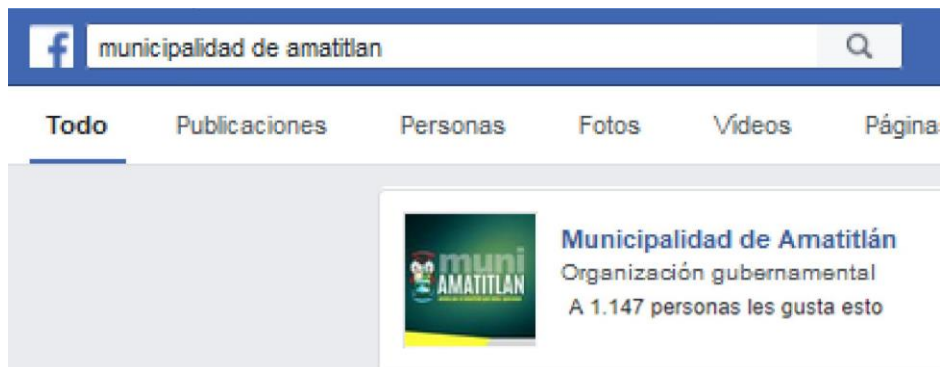 f
municipalidad de amatitlan
Todo Publicaciones Personas Fotos Vídeos Página
muni
AMATITLAN
Municipalidad de Amatitlán
Organización gubernamental
A 1.147 personas les gusta esto